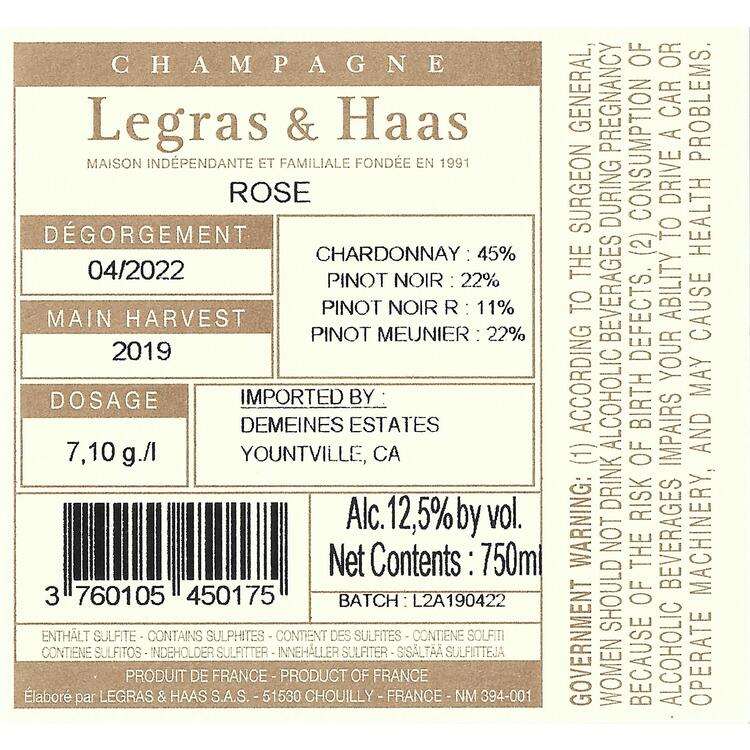 CHAMPAGNE
Legras & Haas
MAISON INDÉPENDANTE ET FAMILIALE FONDÉE EN 1991
ROSE
DÉGORGEMENT
04/2022
MAIN HARVEST
2019
CHARDONNAY : 45%
PINOT NOIR : 22%
PINOT NOIR R : 11%
PINOT MEUNIER : 22%
DOSAGE
7,10 g./l
IMPORTED BY :
DEMEINES ESTATES
YOUNTVILLE, CA
3 760105 450175
Alc.12,5% by vol.
Net Contents : 750ml
BATCH : L2A190422
ENTHÄLT SULFITE - CONTAINS SULPHITES - CONTIENT DES SULFITES - CONTIENE SOLFITI
CONTIENE SULFITOS - INDEHOLDER SULFITTER - INNEHÅLLER SULFITER - SISÄLTÄÄ SULFIITTEJA
PRODUIT DE FRANCE - PRODUCT OF FRANCE
Élaboré par LEGRAS & HAAS S.A.S. - 51530 CHOUILLY - FRANCE - NM 394-001
GOVERNMENT WARNING: (1) ACCORDING TO THE SURGEON GENERAL,
WOMEN SHOULD NOT DRINK ALCOHOLIC BEVERAGES DURING PREGNANCY
BECAUSE OF THE RISK OF BIRTH DEFECTS. (2) CONSUMPTION OF
ALCOHOLIC BEVERAGES IMPAIRS YOUR ABILITY TO DRIVE A CAR OR
OPERATE MACHINERY, AND MAY CAUSE HEALTH PROBLEMS.